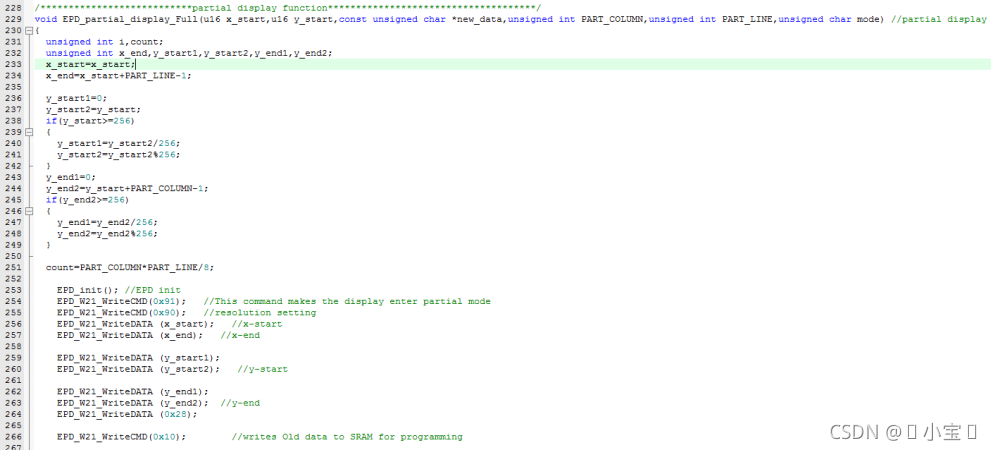 228 /***************************partial display function*************************************/
229 void EPD_partial_display_Full(u16 x_start,u16 y_start,const unsigned char *new_data,unsigned int PART_COLUMN,unsigned int PART_LINE,unsigned char mode) //partial display
230 {
231 unsigned int i,count;
232 unsigned int x_end,y_start1,y_start2,y_end1,y_end2;
233 x_start=x_start;
234 x_end=x_start+PART_LINE-1;
235
236 y_start1=0;
237 y_start2=y_start;
238 if(y_start>=256)
239 {
240 y_start1=y_start2/256;
241 y_start2=y_start2%256;
242 }
243 y_end1=0;
244 y_end2=y_start+PART_COLUMN-1;
245 if(y_end2>=256)
246 {
247 y_end1=y_end2/256;
248 y_end2=y_end2%256;
249 }
250
251 count=PART_COLUMN*PART_LINE/8;
252
253 EPD_init(); //EPD init
254 EPD_W21_WriteCMD(0x91); //This command makes the display enter partial mode
255 EPD_W21_WriteCMD(0x90); //resolution setting
256 EPD_W21_WriteDATA (x_start); //x-start
257 EPD_W21_WriteDATA (x_end); //x-end
258
259 EPD_W21_WriteDATA (y_start1);
260 EPD_W21_WriteDATA (y_start2); //y-start
261
262 EPD_W21_WriteDATA (y_end1);
263 EPD_W21_WriteDATA (y_end2); //y-end
264 EPD_W21_WriteDATA (0x28);
265
266 EPD_W21_WriteCMD(0x10); //writes Old data to SRAM for programming
267
CSDN @小宝